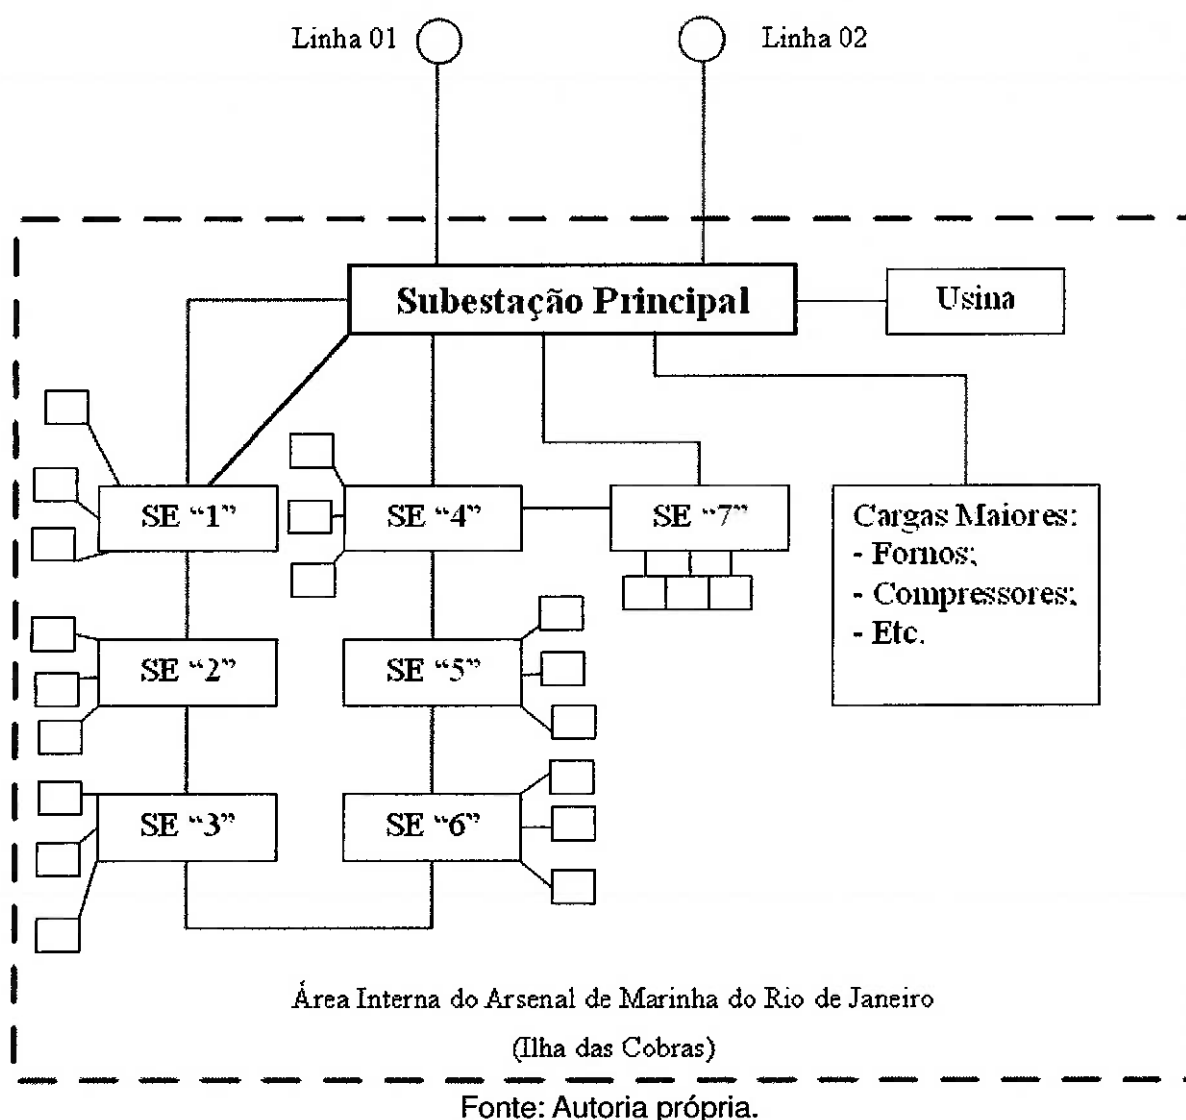 Linha 01
Linha 02
Subestação Principal
Usina
SE “1”
SE “4”
SE “7”
Cargas Maiores:
- Fornos;
- Compressores;
- Etc.
SE “2”
SE “5”
SE “3”
SE “6”
Área Interna do Arsenal de Marinha do Rio de Janeiro
(Ilha das Cobras)
Fonte: Autoria própria.